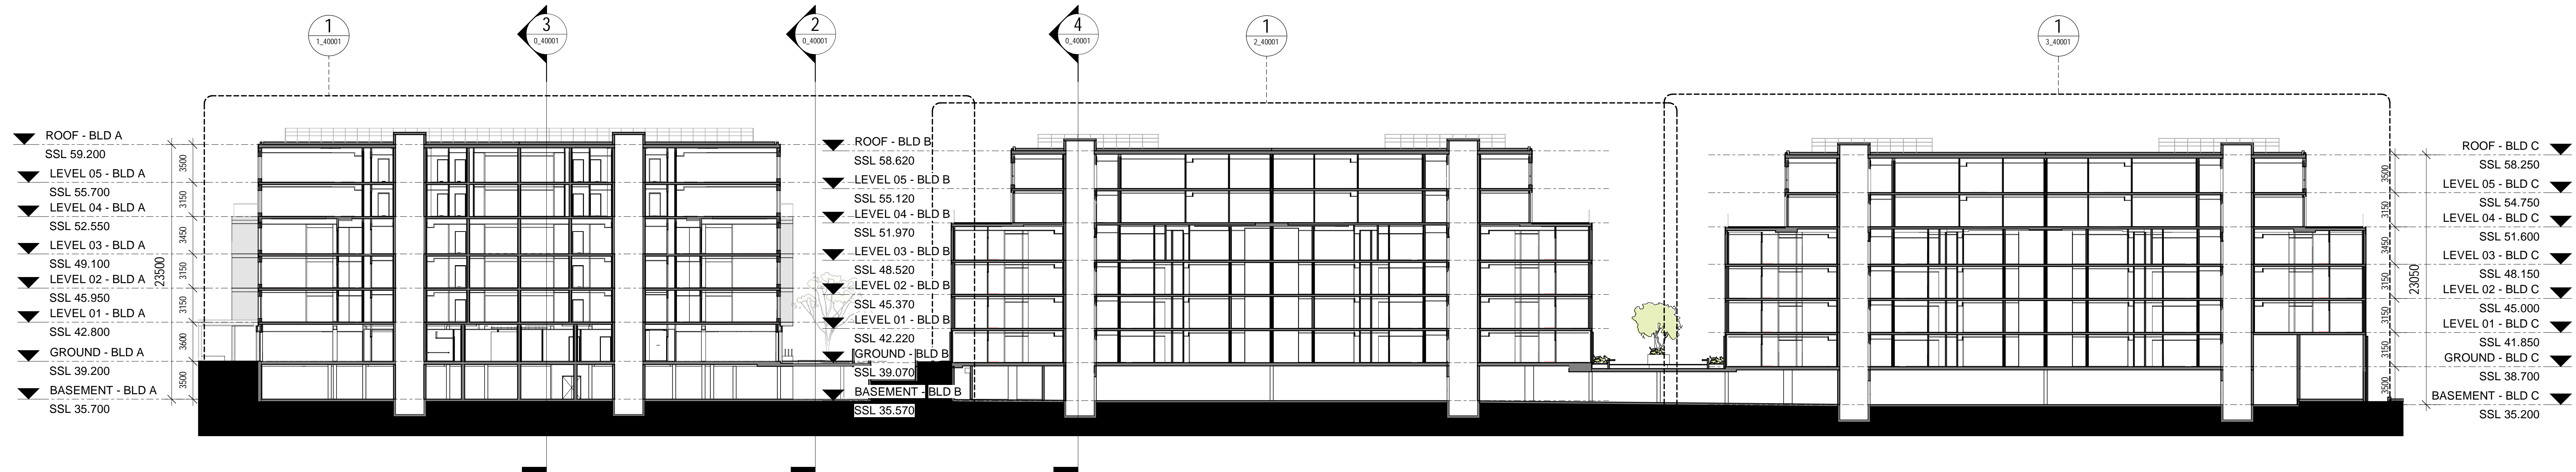 1
1_40001
3
0_40001
2
0_40001
4
0_40001
1
2_40001
1
3_40001
ROOF - BLD A
SSL 59.200
LEVEL 05 - BLD A
SSL 55.700
LEVEL 04 - BLD A
SSL 52.550
LEVEL 03 - BLD A
SSL 49.100
LEVEL 02 - BLD A
SSL 45.950
LEVEL 01 - BLD A
SSL 42.800
GROUND - BLD A
SSL 39.200
BASEMENT - BLD A
SSL 35.700
23500
3500
3150
3450
3150
3150
3600
3500
ROOF - BLD B
SSL 58.620
LEVEL 05 - BLD B
SSL 55.120
LEVEL 04 - BLD B
SSL 51.970
LEVEL 03 - BLD B
SSL 48.520
LEVEL 02 - BLD B
SSL 45.370
LEVEL 01 - BLD B
SSL 42.220
GROUND - BLD B
SSL 39.070
BASEMENT - BLD B
SSL 35.570
3500
3150
3450
3150
3150
3150
3500
23050
ROOF - BLD C
SSL 58.250
LEVEL 05 - BLD C
SSL 54.750
LEVEL 04 - BLD C
SSL 51.600
LEVEL 03 - BLD C
SSL 48.150
LEVEL 02 - BLD C
SSL 45.000
LEVEL 01 - BLD C
SSL 41.850
GROUND - BLD C
SSL 38.700
BASEMENT - BLD C
SSL 35.200